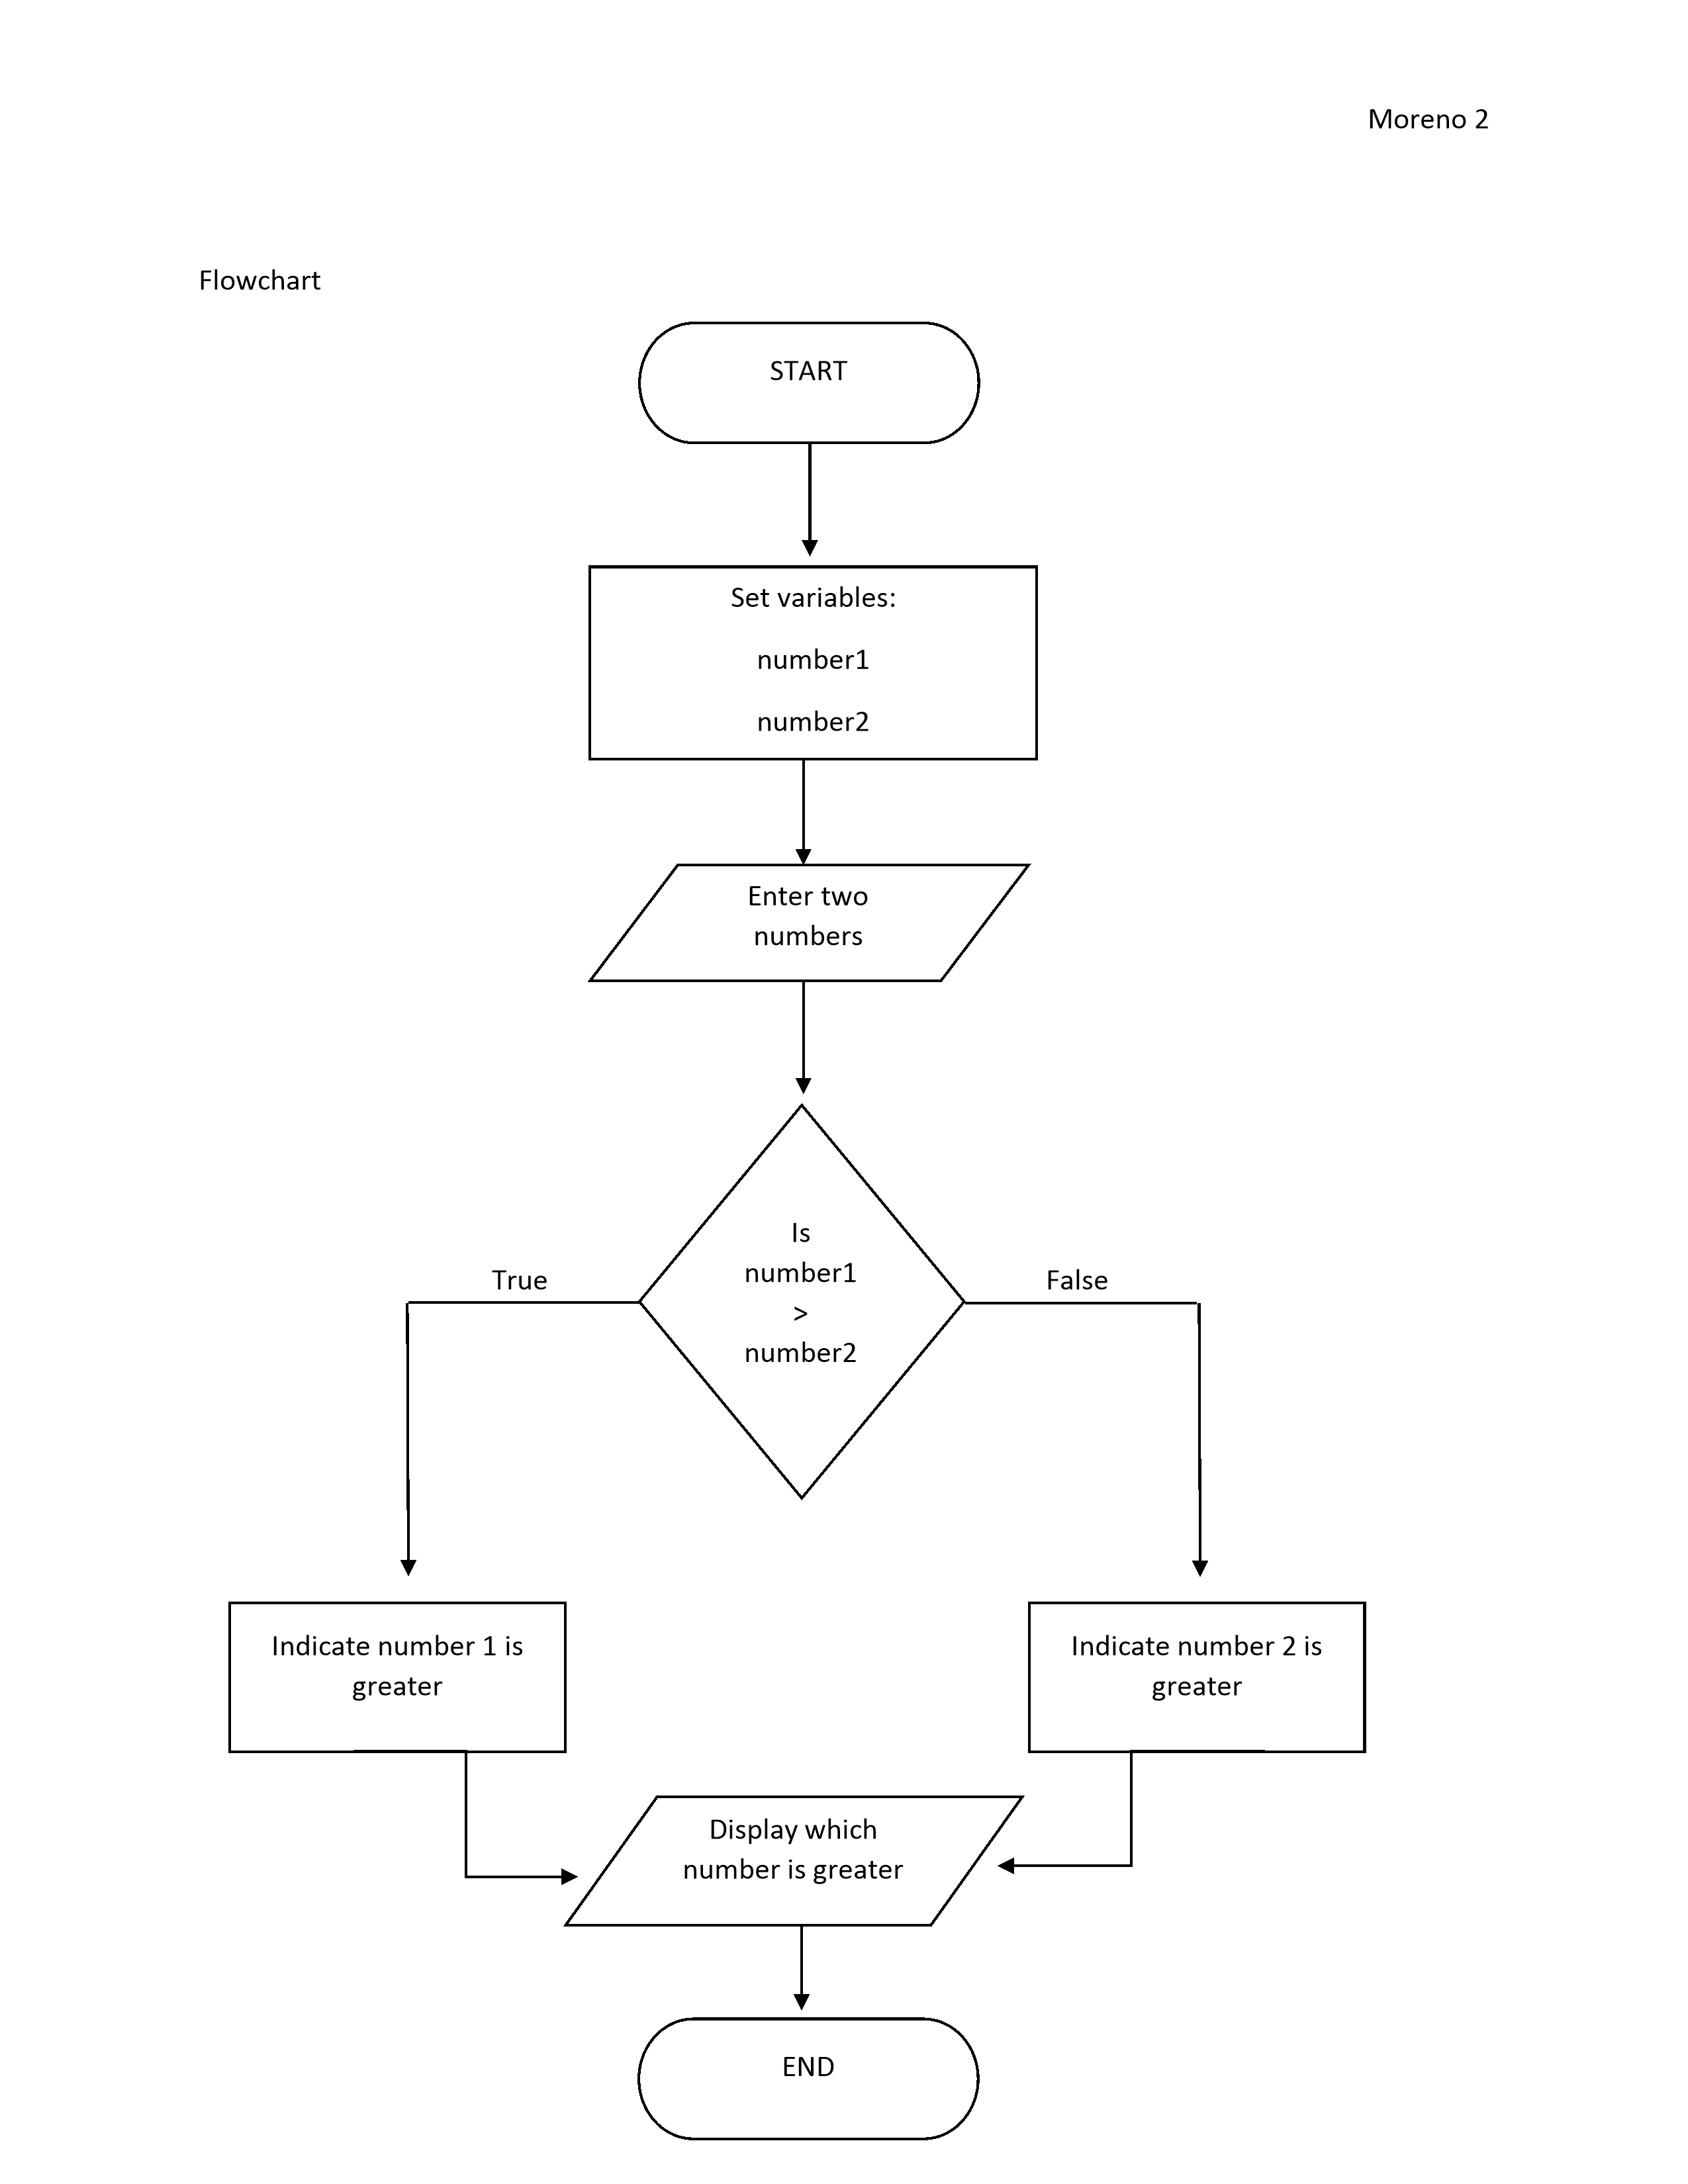 Moreno 2
Flowchart
START
Set variables:
number1
number2
Enter two
numbers
Is
number1
>
number2
True
False
Indicate number 1 is
greater
Indicate number 2 is
greater
Display which
number is greater
END